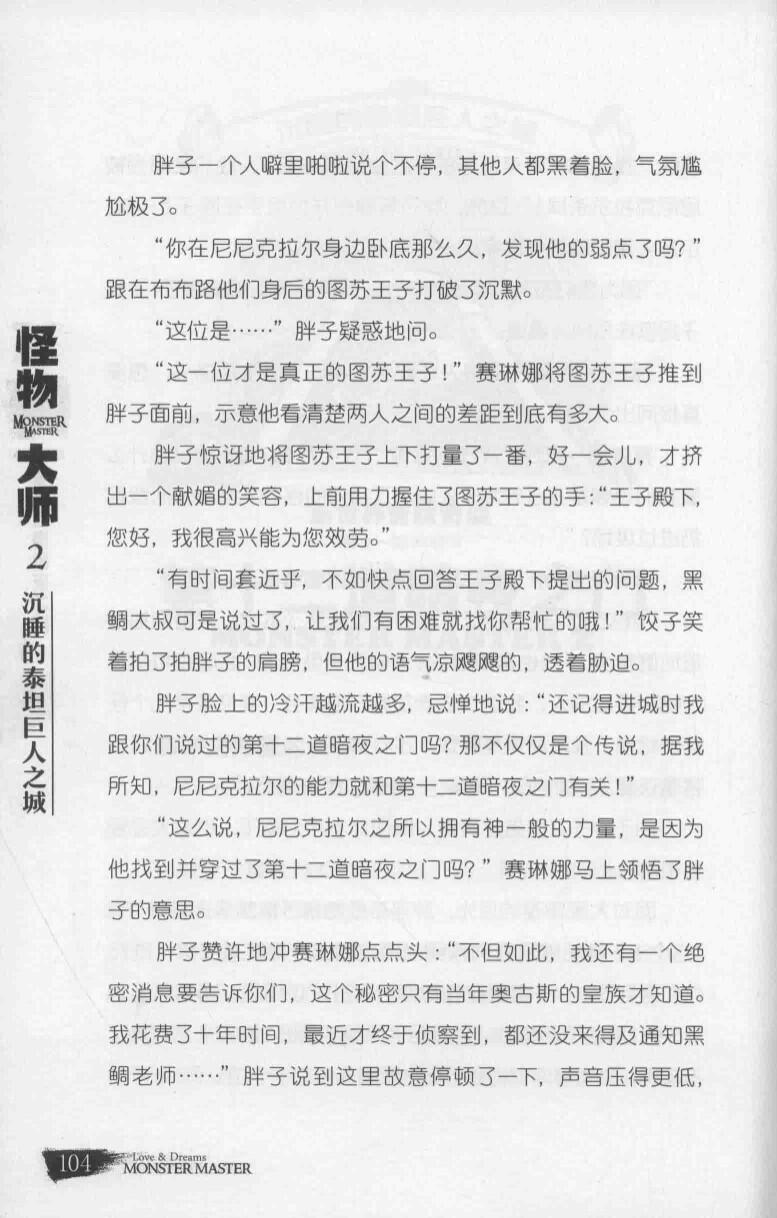 胖子一个人噼里啪啦说个不停，其他人都黑着脸，气氛尴
尬极了。
“你在尼尼克拉尔身边卧底那么久，发现他的弱点了吗？”
跟在布布路他们身后的图苏王子打破了沉默。
“这位是……”胖子疑惑地问。
“这一位才是真正的图苏王子！”赛琳娜将图苏王子推到
胖子面前，示意他看清楚两人之间的差距到底有多大。
胖子惊讶地将图苏王子上下打量了一番，好一会儿，才挤
出一个献媚的笑容，上前用力握住了图苏王子的手：“王子殿下，
您好，我很高兴能为您效劳。”
“有时间套近乎，不如快点回答王子殿下提出的问题，黑
鲷大叔可是说过了，让我们有困难就找你帮忙的哦！”饺子笑
着拍了拍胖子的肩膀，但他的语气凉飕飕的，透着胁迫。
胖子脸上的冷汗越流越多，忌惮地说：“还记得进城时我
跟你们说过的第十二道暗夜之门吗？那不仅仅是个传说，据我
所知，尼尼克拉尔的能力就和第十二道暗夜之门有关！”
“这么说，尼尼克拉尔之所以拥有神一般的力量，是因为
他找到并穿过了第十二道暗夜之门吗？”赛琳娜马上领悟了胖
子的意思。
胖子赞许地冲赛琳娜点点头：“不但如此，我还有一个绝
密消息要告诉你们，这个秘密只有当年奥古斯的皇族才知道。
我花费了十年时间，最近才终于侦察到，都还没来得及通知黑
鲷老师……”胖子说到这里故意停顿了一下，声音压得更低，
怪物
MONSTER
MASTER
大师
2
沉睡的泰坦巨人之城
104
Love & Dreams
MONSTER MASTER